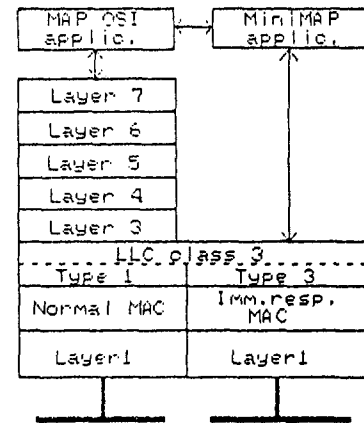 MAP OSI applic.
MiniMAP applic.
Layer 7
Layer 6
Layer 5
Layer 4
Layer 3
LLC class 3
Type 1
Type 3
Normal MAC
Imm.resp. MAC
Layer1
Layer1